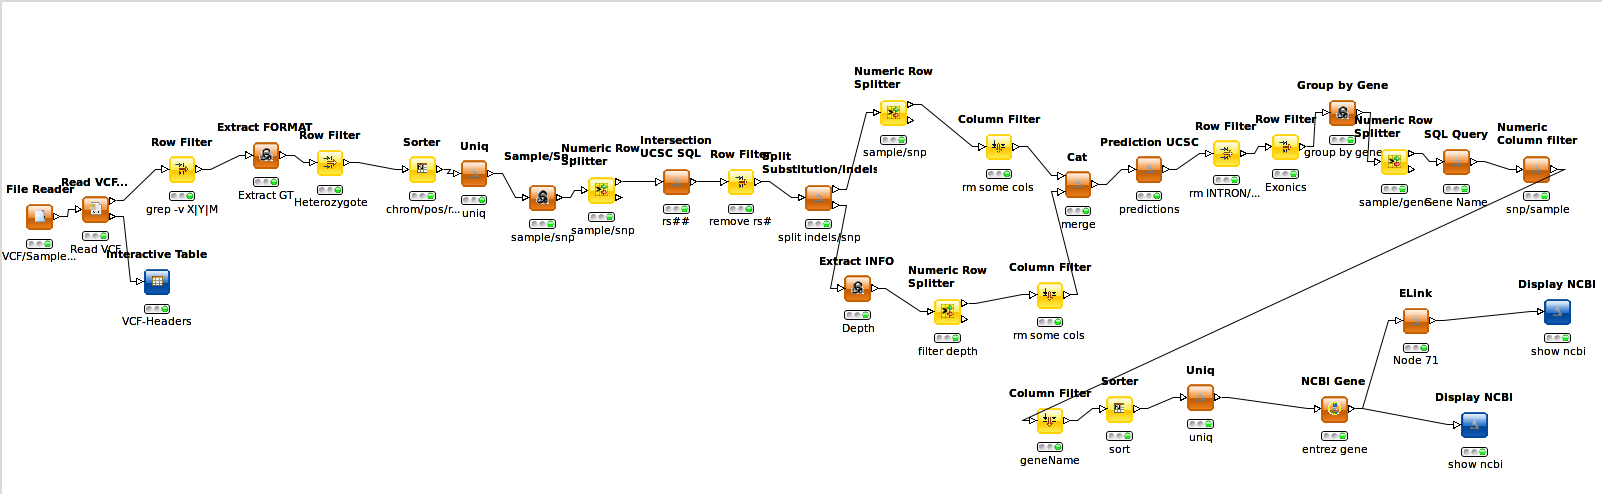 File Reader
VCF/Sample...
Read VCF...
Read VCF
Interactive Table
VCF-Headers
Row Filter
grep -v X|Y|M
Extract FORMAT
Extract GT
Row Filter
Heterozygote
Sorter
chrom/pos/r...
Uniq
uniq
sample/snp
Numeric Row
Splitter
sample/snp
Intersection
UCSC SQL
rs##
Row Filter
remove rs#
Split
Substitution/Indels
split indels/snp
Numeric Row
Splitter
sample/snp
Column Filter
rm some cols
Extract INFO
Depth
Numeric Row
Splitter
filter depth
Column Filter
rm some cols
Cat
merge
Prediction UCSC
predictions
Row Filter
rm INTRON/...
Row Filter
Exonics
Group by Gene
group by gene
Numeric Row
Splitter
sample/gene
SQL Query
Gene Name
Numeric
Column filter
snp/sample
Column Filter
geneName
Sorter
sort
Uniq
uniq
NCBI Gene
entrez gene
ELink
Node 71
Display NCBI
show ncbi
Display NCBI
show ncbi